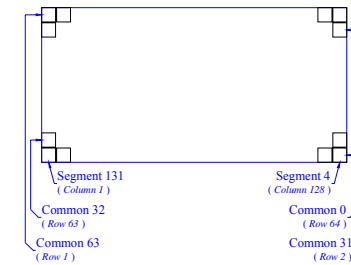 Segment 131
( Column 1 )
Segment 4
( Column 128 )
Common 32
( Row 63 )
Common 0
( Row 64 )
Common 63
( Row 1 )
Common 31
( Row 2 )